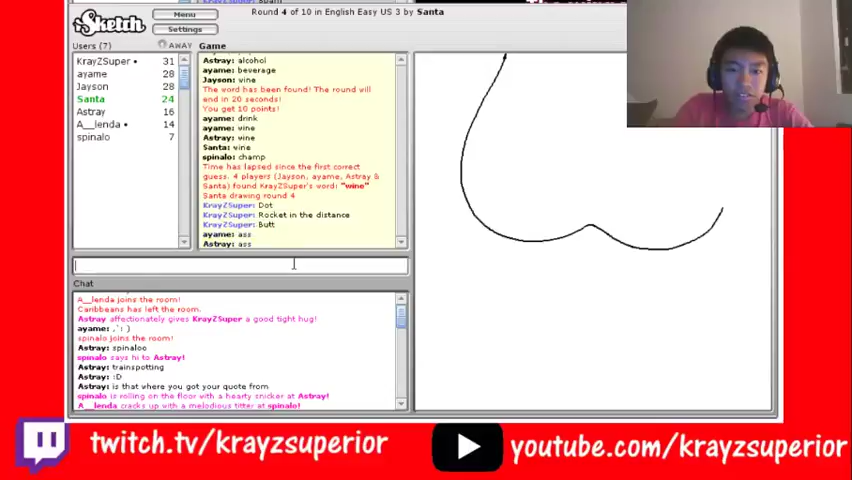 Round 4 of 10 in English Easy US 3 by Santa
iSketch
Menu
Settings
Users (7)
AWAY
KrayZSuper • 31
ayame 28
Jayson 28
Santa 24
Astray 16
A__lenda • 14
spinalo 7
Game
Astray: alcohol
ayame: beverage
Jayson: vine
The word has been found! The round will
end in 20 seconds!
You get 10 points!
ayame: drink
ayame: vine
Astray: vine
Santa: vine
spinalo: champ
Time has lapsed since the first correct
guess. 4 players (Jayson, ayame, Astray &
Santa) found KrayZSuper's word: "wine"
Santa drawing round 4
KrayZSuper: Dot
KrayZSuper: Rocket in the distance
KrayZSuper: Butt
ayame: ass
Astray: ass
Chat
A__lenda joins the room!
Caribbeans has left the room.
Astray affectionately gives KrayZSuper a good tight hug!
ayame: ,`: )
spinalo joins the room!
Astray: spinaloo
spinalo says hi to Astray!
Astray: trainspotting
Astray: :D
Astray: is that where you got your quote from
spinalo is rolling on the floor with a hearty snicker at Astray!
A__lenda cracks up with a melodious titter at spinalo!
twitch.tv/krayzsuperior
youtube.com/krayzsuperior